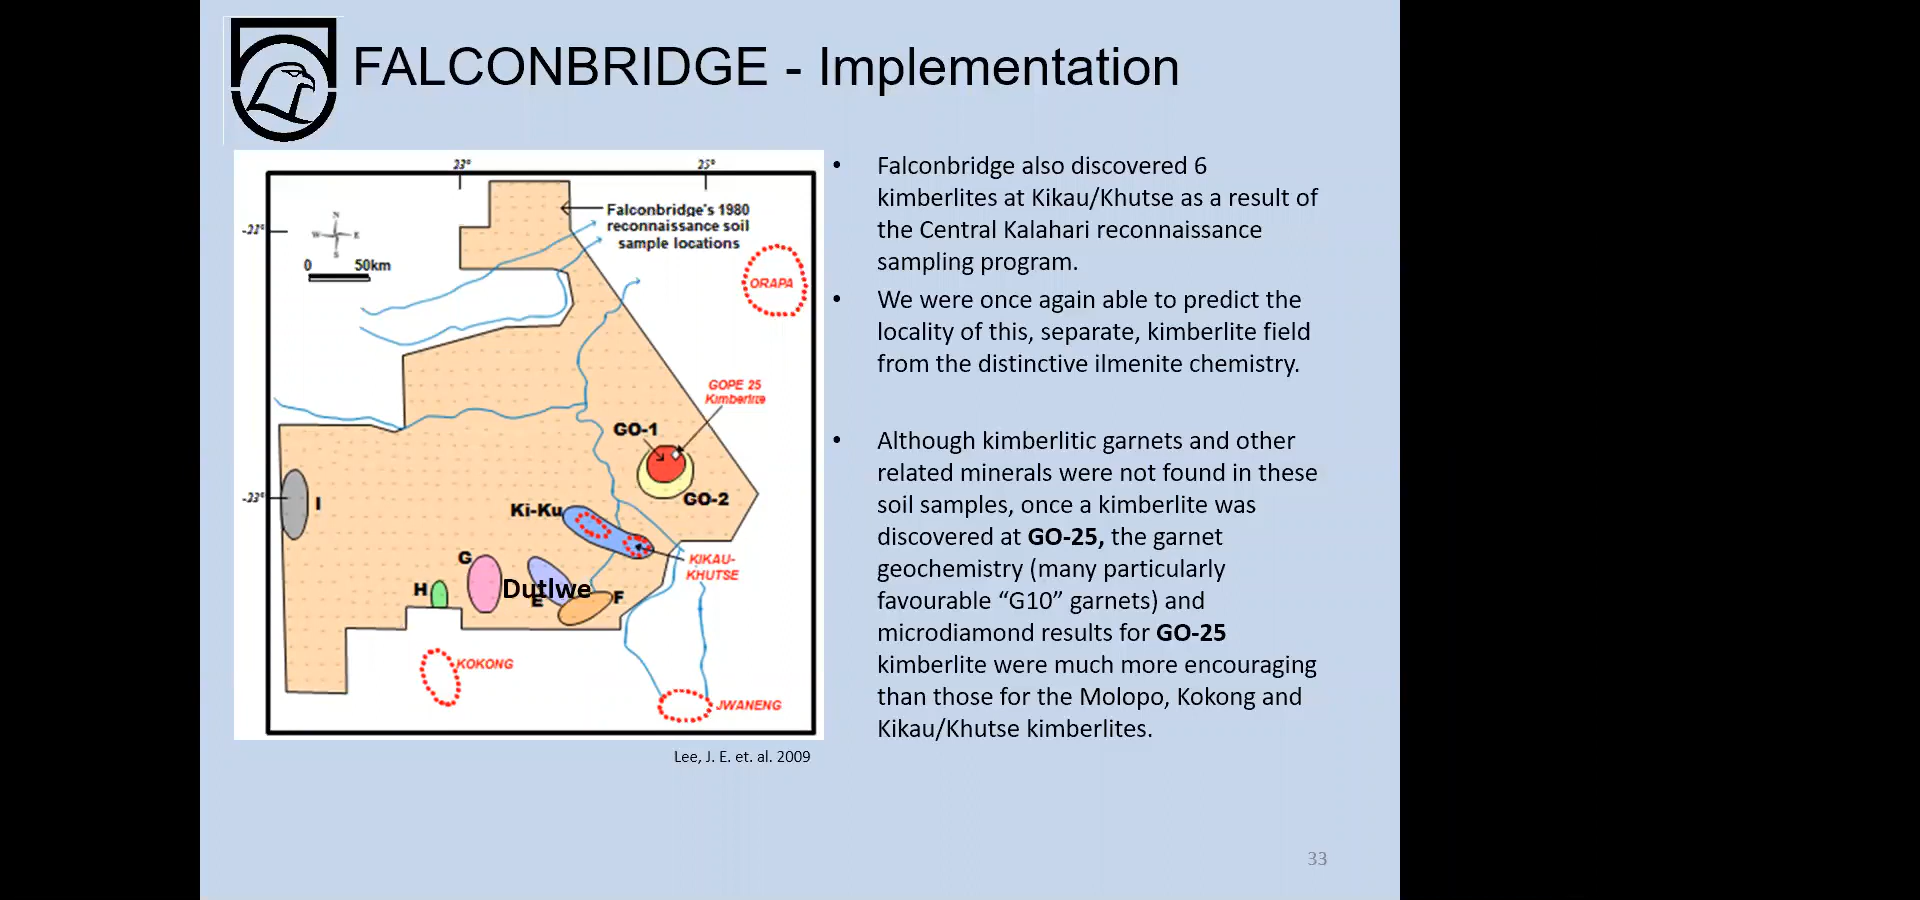 FALCONBRIDGE - Implementation
23°
25°
Falconbridge's 1980
reconnaissance soil
sample locations
-21°
N
W E
S
0 50km
ORAPA
GOPE 25
Kimberlite
GO-1
GO-2
-23°
I
Ki-Ku
KIKAU-
KHUTSE
G
H
Dutlwe
E
F
KOKONG
JWANENG
Lee, J. E. et. al. 2009
• Falconbridge also discovered 6
kimberlites at Kikau/Khutse as a result of
the Central Kalahari reconnaissance
sampling program.
• We were once again able to predict the
locality of this, separate, kimberlite field
from the distinctive ilmenite chemistry.
• Although kimberlitic garnets and other
related minerals were not found in these
soil samples, once a kimberlite was
discovered at GO-25, the garnet
geochemistry (many particularly
favourable “G10” garnets) and
microdiamond results for GO-25
kimberlite were much more encouraging
than those for the Molopo, Kokong and
Kikau/Khutse kimberlites.
33